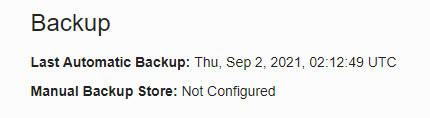 Backup
Last Automatic Backup: Thu, Sep 2, 2021, 02:12:49 UTC
Manual Backup Store: Not Configured